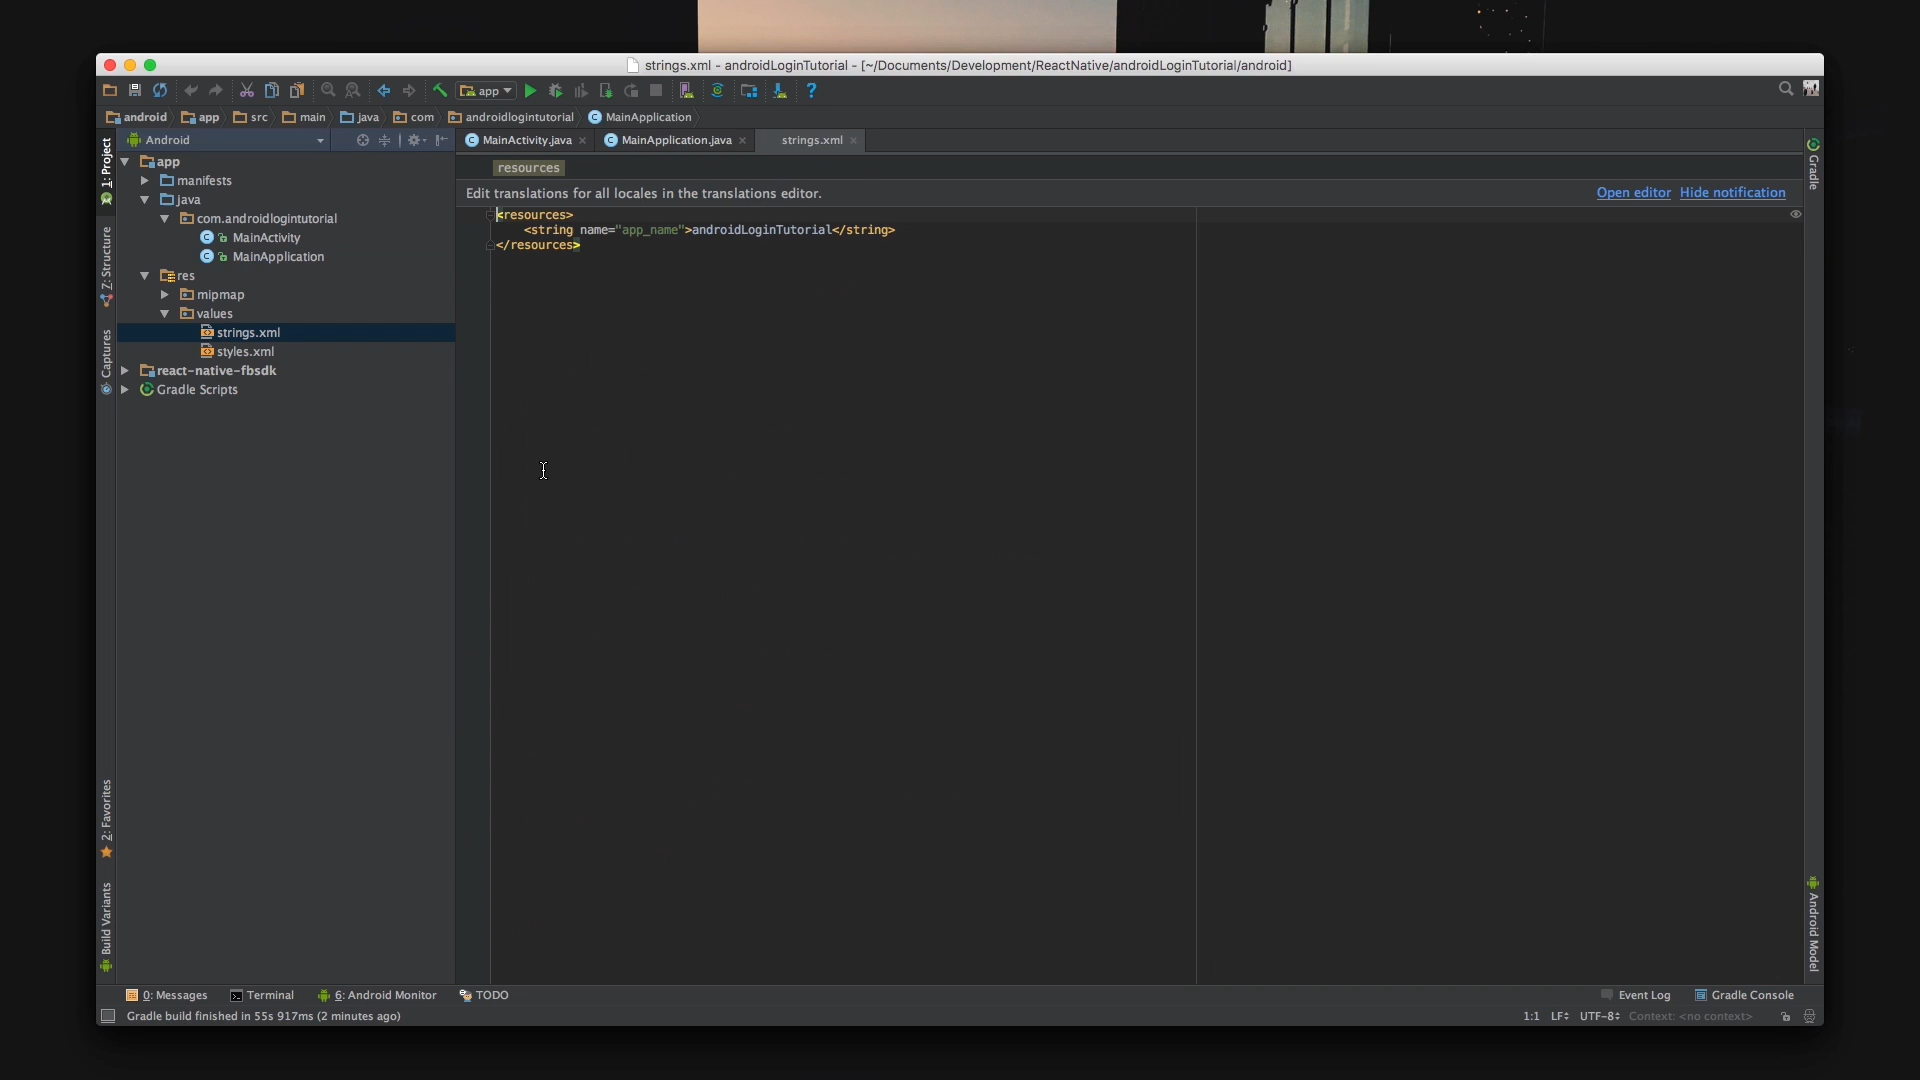 strings.xml - androidLoginTutorial - [~/Documents/Development/ReactNative/androidLoginTutorial/android]
app
android app src main java com androidlogintutorial MainApplication
Android
MainActivity.java MainApplication.java strings.xml
1: Project
Z: Structure
Captures
2: Favorites
Build Variants
app
manifests
java
com.androidlogintutorial
MainActivity
MainApplication
res
mipmap
values
strings.xml
styles.xml
react-native-fbsdk
Gradle Scripts
resources
Edit translations for all locales in the translations editor. Open editor Hide notification
<resources>
<string name="app_name">androidLoginTutorial</string>
</resources>
Gradle
Android Model
0: Messages Terminal 6: Android Monitor TODO Event Log Gradle Console
Gradle build finished in 55s 917ms (2 minutes ago) 1:1 LF UTF-8 Context: <no context>